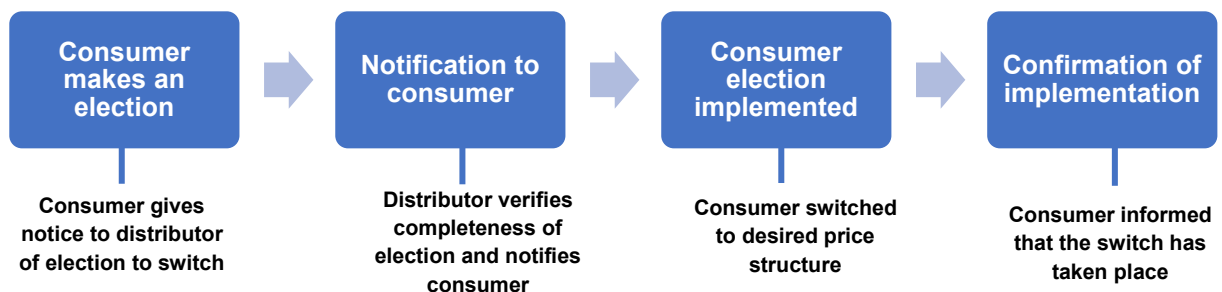 Consumer
makes an
election
Notification to
consumer
Consumer
election
implemented
Confirmation of
implementation
Consumer gives
notice to distributor
of election to switch
Distributor verifies
completeness of
election and notifies
consumer
Consumer switched
to desired price
structure
Consumer informed
that the switch has
taken place